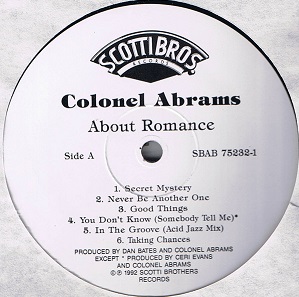 SCOTTI BROS.
RECORDS
Colonel Abrams
About Romance
Side A
SBAB 75232-1
1. Secret Mystery
2. Never Be Another One
3. Good Things
4. You Don't Know (Somebody Tell Me)*
5. In The Groove (Acid Jazz Mix)
6. Taking Chances
PRODUCED BY DAN BATES AND COLONEL ABRAMS
EXCEPT * PRODUCED BY CERI EVANS
AND COLONEL ABRAMS
© ℗ 1992 SCOTTI BROTHERS
RECORDS